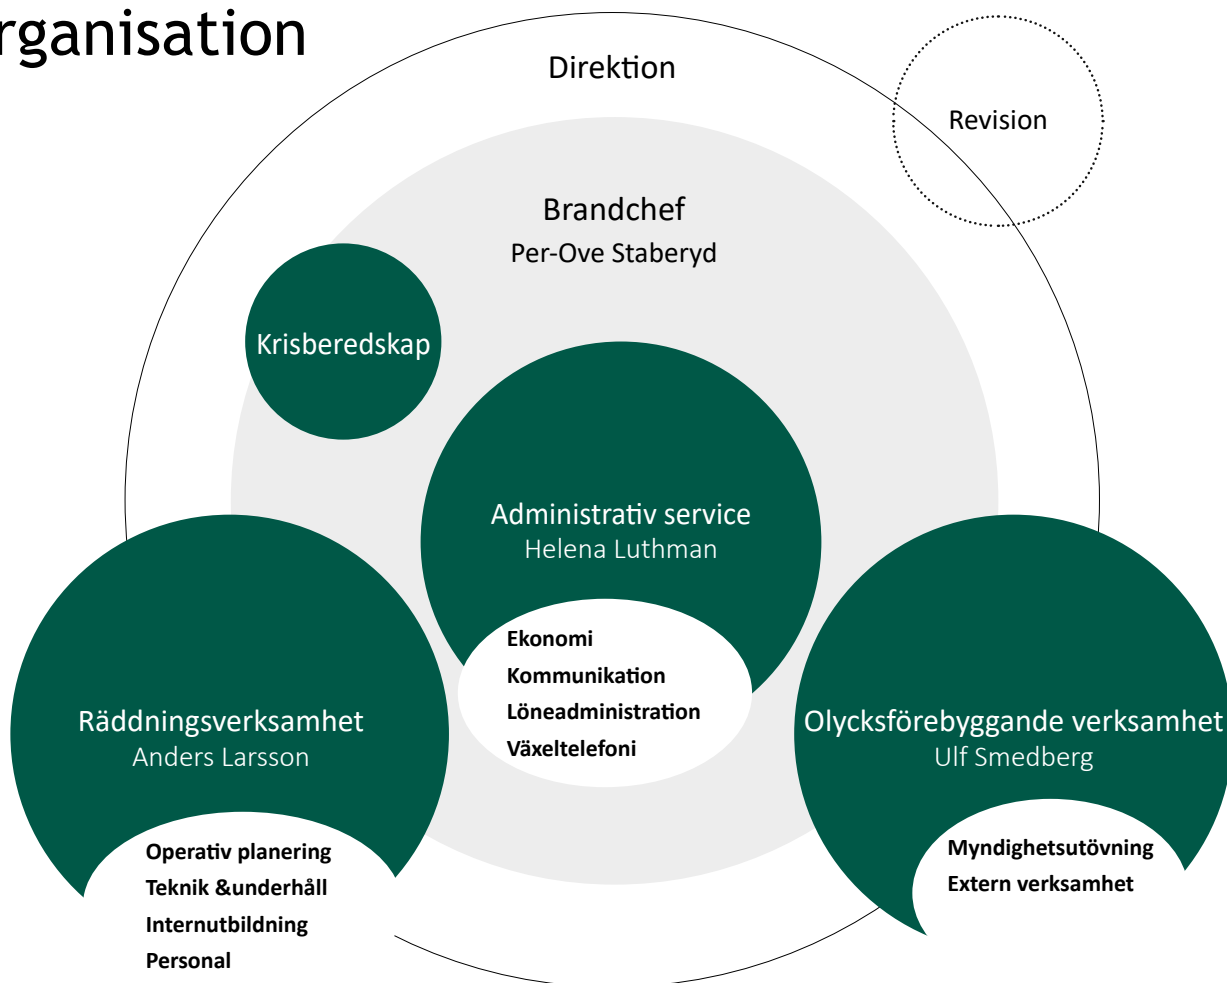 rganisation
Direktion
Revision
Brandchef
Per-Ove Staberyd
Krisberedskap
Administrativ service
Helena Luthman
Ekonomi
Kommunikation
Löneadministration
Växeltelefoni
Räddningsverksamhet
Anders Larsson
Operativ planering
Teknik &underhåll
Internutbildning
Personal
Olycksförebyggande verksamhet
Ulf Smedberg
Myndighetsutövning
Extern verksamhet